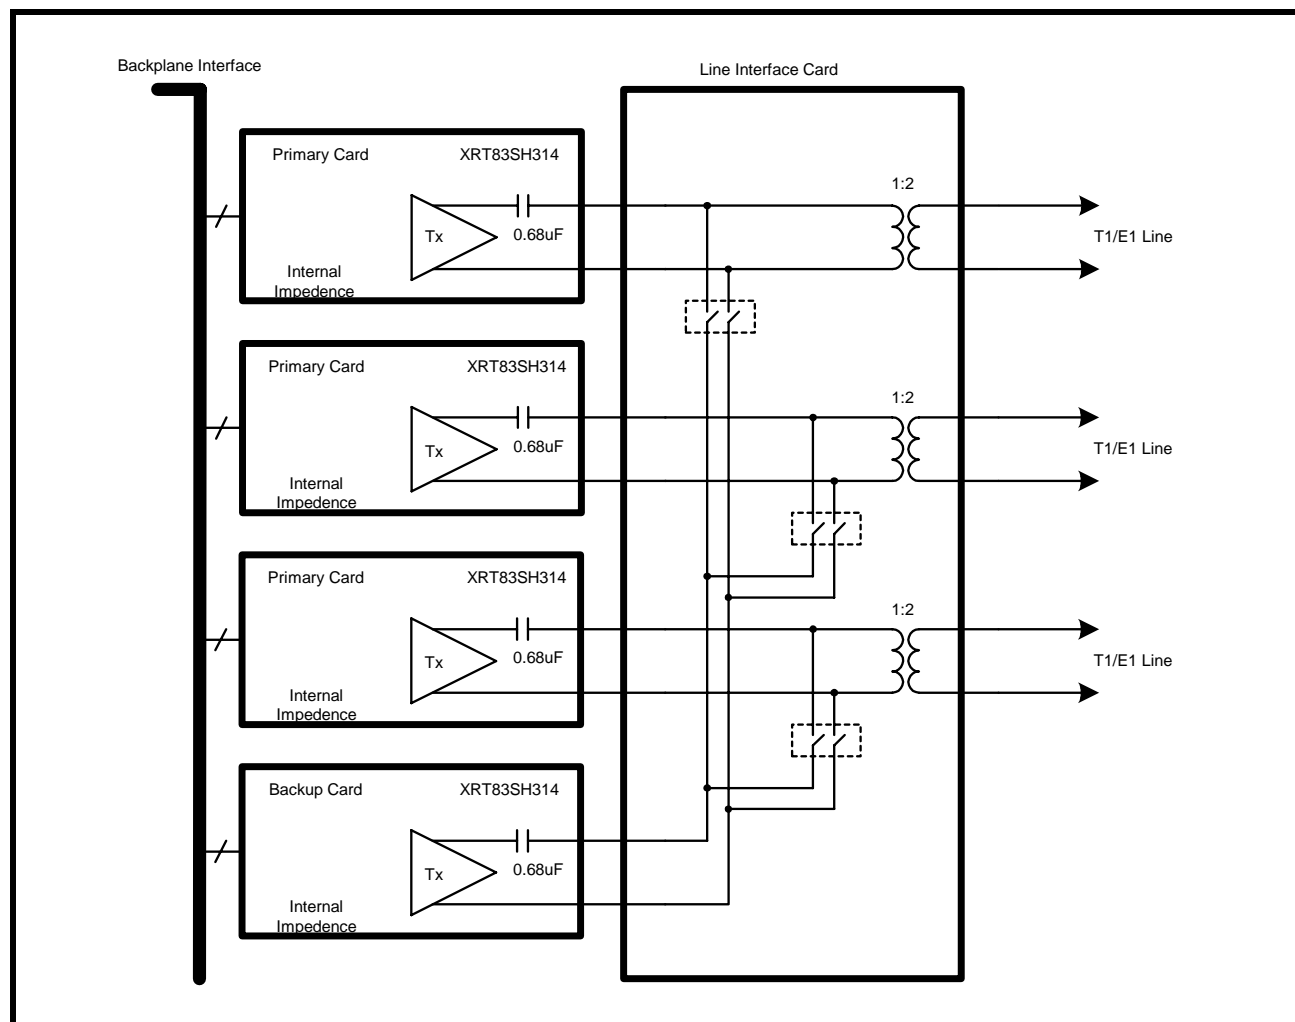 Backplane Interface
Line Interface Card
Primary Card XRT83SH314
1:2
Tx
0.68uF
T1/E1 Line
Internal
Impedence
Primary Card XRT83SH314
1:2
Tx
0.68uF
T1/E1 Line
Internal
Impedence
Primary Card XRT83SH314
1:2
Tx
0.68uF
T1/E1 Line
Internal
Impedence
Backup Card XRT83SH314
Tx
0.68uF
Internal
Impedence